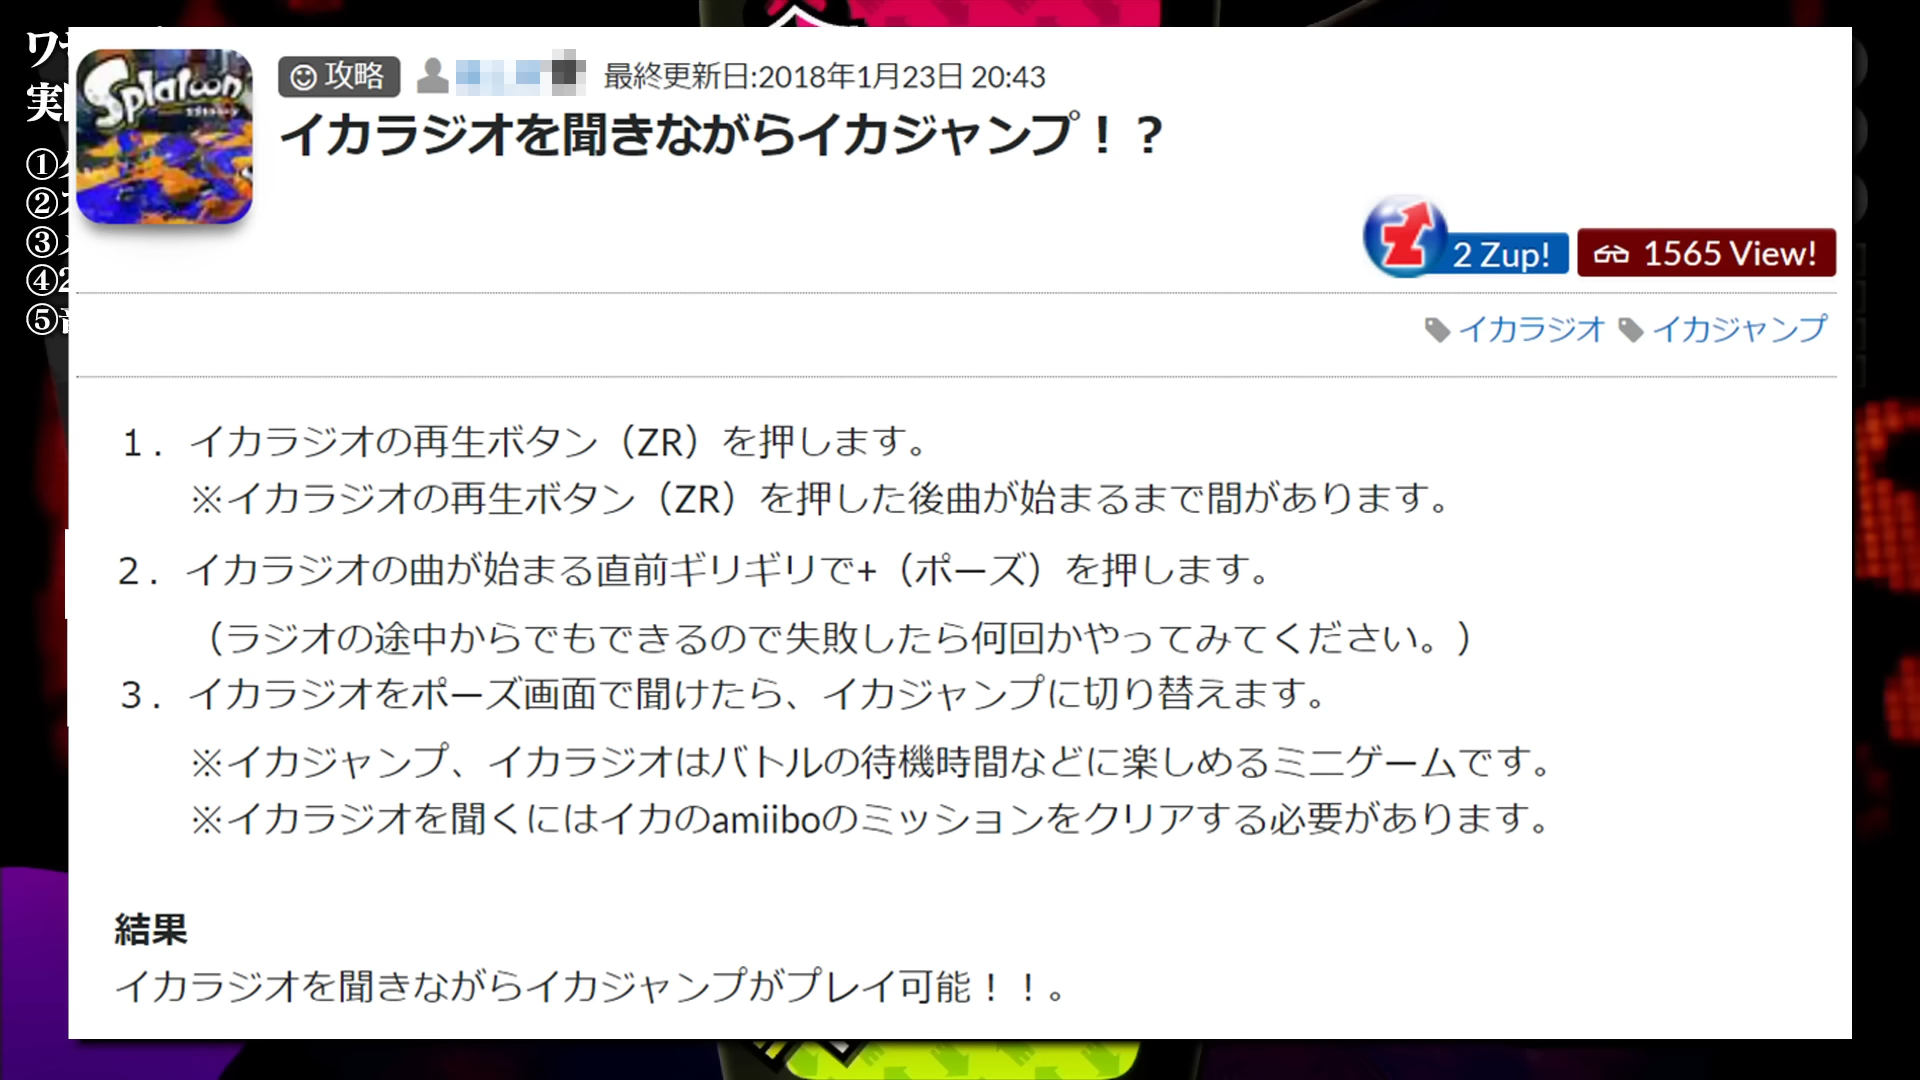 Splatoon
攻略
最終更新日:2018年1月23日 20:43
イカラジオを聞きながらイカジャンプ！？
2 Zup!
1565 View!
イカラジオ
イカジャンプ
1．イカラジオの再生ボタン（ZR）を押します。
※イカラジオの再生ボタン（ZR）を押した後曲が始まるまで間があります。
2．イカラジオの曲が始まる直前ギリギリで+（ポーズ）を押します。
（ラジオの途中からでもできるので失敗したら何回かやってみてください。）
3．イカラジオをポーズ画面で聞けたら、イカジャンプに切り替えます。
※イカジャンプ、イカラジオはバトルの待機時間などに楽しめるミニゲームです。
※イカラジオを聞くにはイカのamiiboのミッションをクリアする必要があります。
結果
イカラジオを聞きながらイカジャンプがプレイ可能！！。